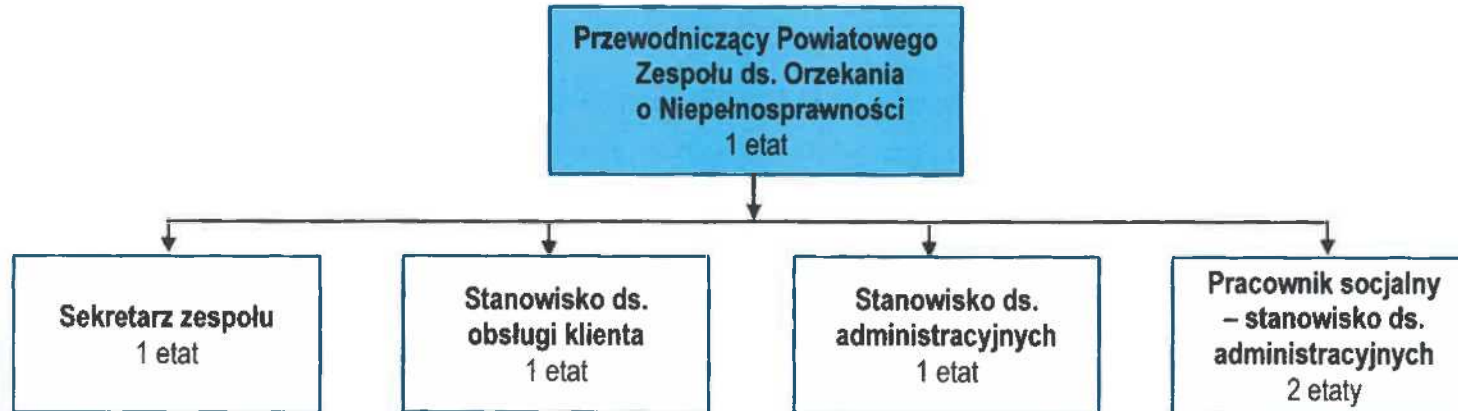 Przewodniczący Powiatowego
Zespołu ds. Orzekania
o Niepełnosprawności
1 etat
Sekretarz zespołu
1 etat
Stanowisko ds.
obsługi klienta
1 etat
Stanowisko ds.
administracyjnych
1 etat
Pracownik socjalny
– stanowisko ds.
administracyjnych
2 etaty